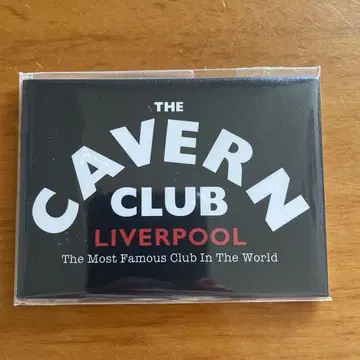 THE
CAVERN
CLUB
LIVERPOOL
The Most Famous Club In The World